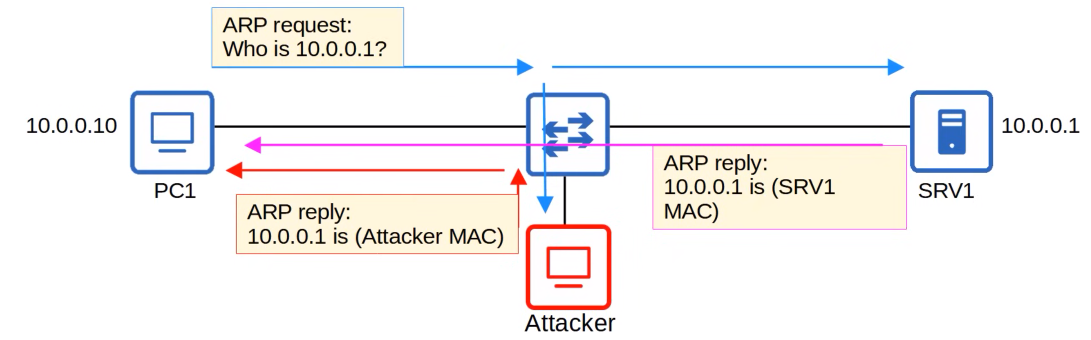 ARP request:
Who is 10.0.0.1?
10.0.0.10
10.0.0.1
PC1
SRV1
ARP reply:
10.0.0.1 is (SRV1
MAC)
ARP reply:
10.0.0.1 is (Attacker MAC)
Attacker